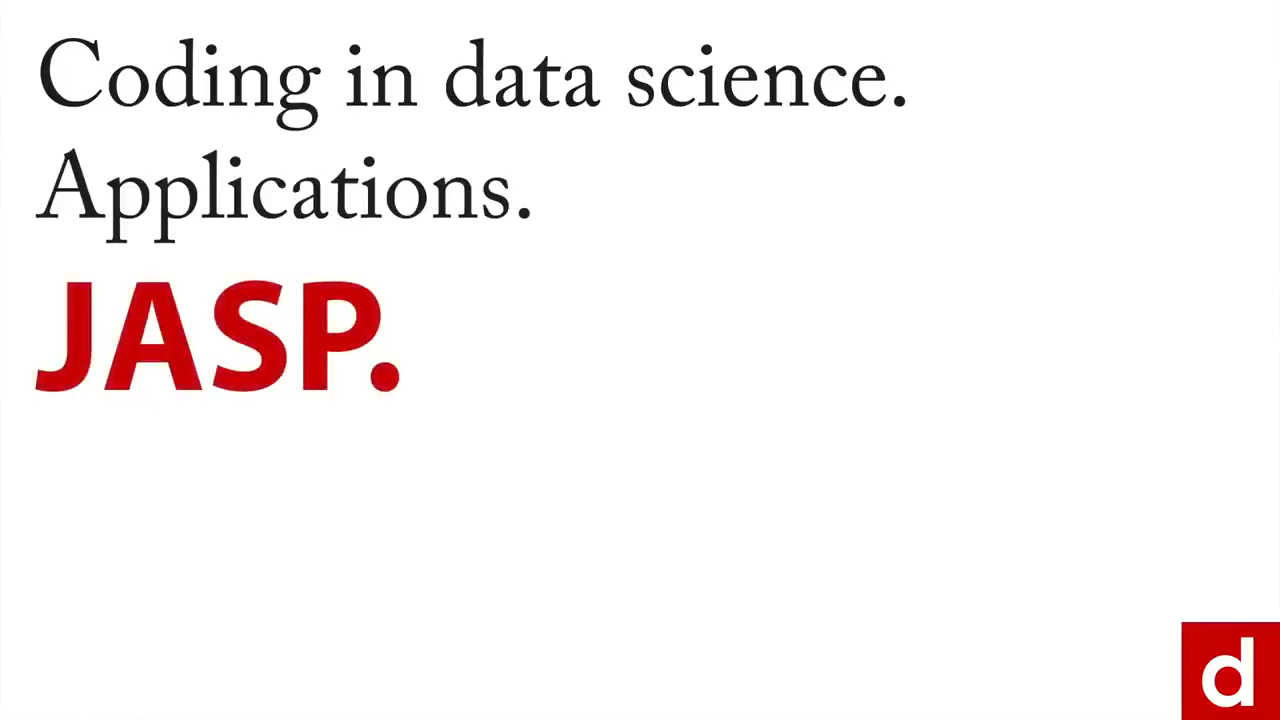 Coding in data science.
Applications.
JASP.
d